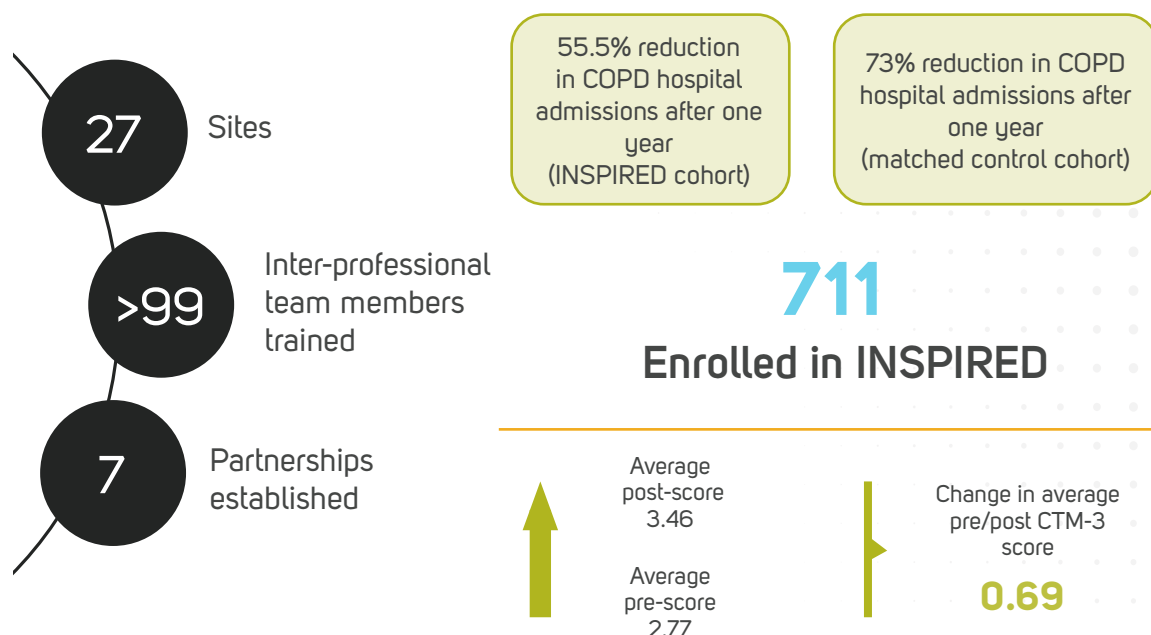 27
Sites
>99
Inter-professional
team members
trained
7
Partnerships
established
55.5% reduction
in COPD hospital
admissions after one
year
(INSPIRED cohort)
73% reduction in COPD
hospital admissions after
one year
(matched control cohort)
711
Enrolled in INSPIRED
Average
post-score
3.46
Average
pre-score
2.77
Change in average
pre/post CTM-3
score
0.69